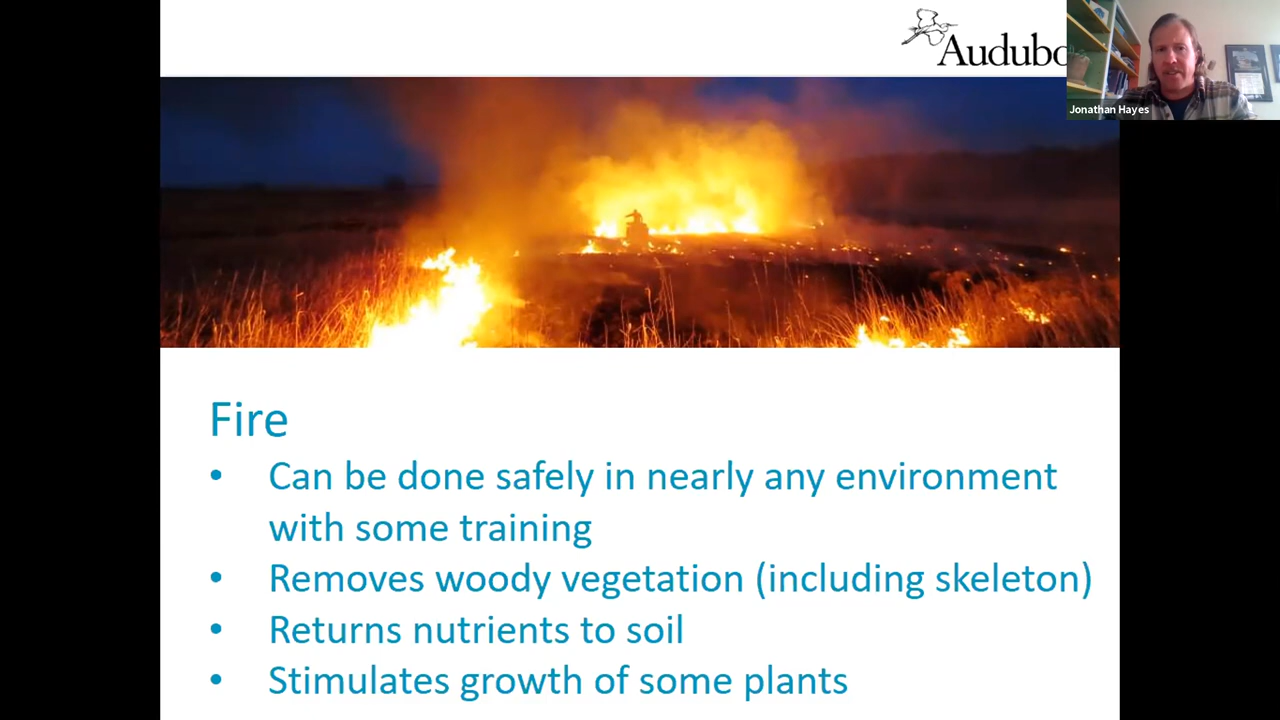 Audubo
Jonathan Hayes
Fire
• Can be done safely in nearly any environment
with some training
• Removes woody vegetation (including skeleton)
• Returns nutrients to soil
• Stimulates growth of some plants